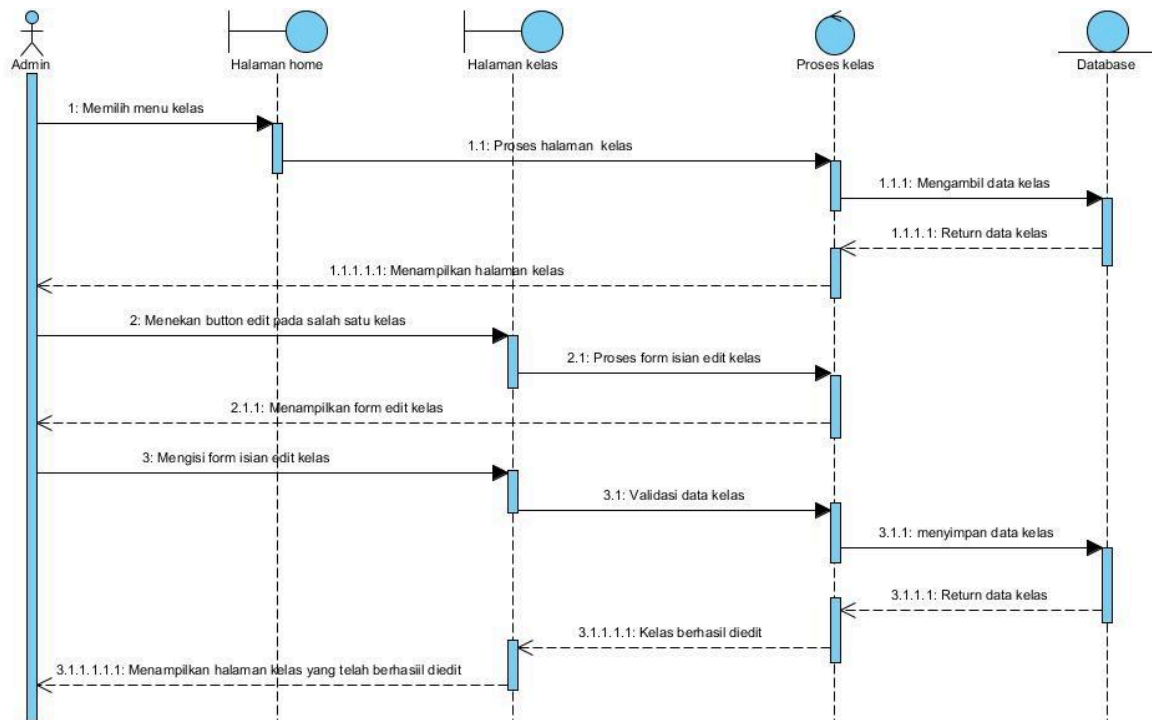 Admin
Halaman home
Halaman kelas
Proses kelas
Database
1: Memilih menu kelas
1.1: Proses halaman kelas
1.1.1: Mengambil data kelas
1.1.1.1: Return data kelas
1.1.1.1.1: Menampilkan halaman kelas
2: Menekan button edit pada salah satu kelas
2.1: Proses form isian edit kelas
2.1.1: Menampilkan form edit kelas
3: Mengisi form isian edit kelas
3.1: Validasi data kelas
3.1.1: menyimpan data kelas
3.1.1.1: Return data kelas
3.1.1.1.1: Kelas berhasil diedit
3.1.1.1.1.1: Menampilkan halaman kelas yang telah berhasiil diedit